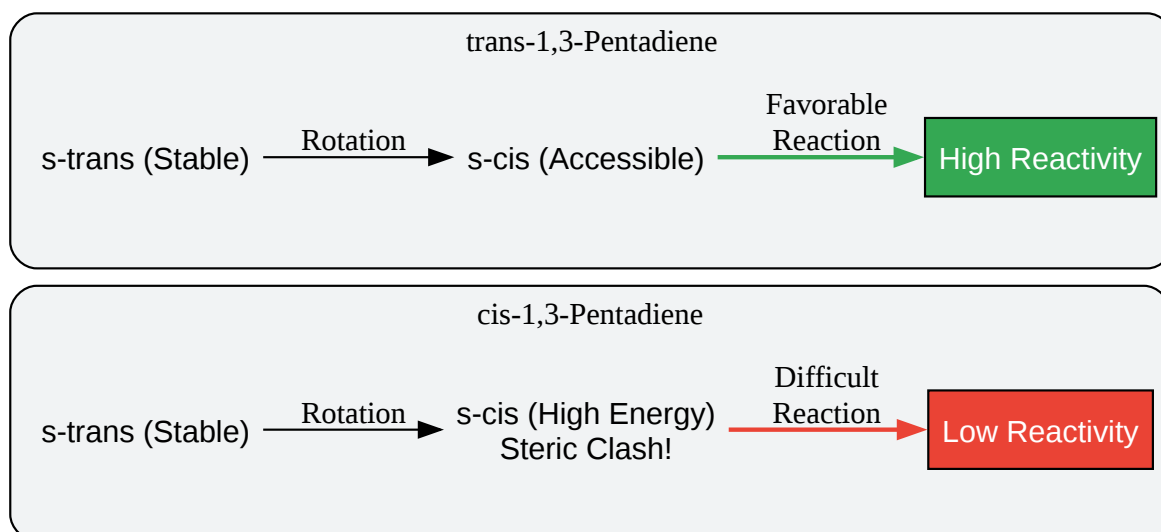 trans-1,3-Pentadiene
Favorable
Reaction
s-trans (Stable)
Rotation
s-cis (Accessible)
High Reactivity
cis-1,3-Pentadiene
Difficult
Reaction
s-trans (Stable)
Rotation
s-cis (High Energy)
Steric Clash!
Low Reactivity